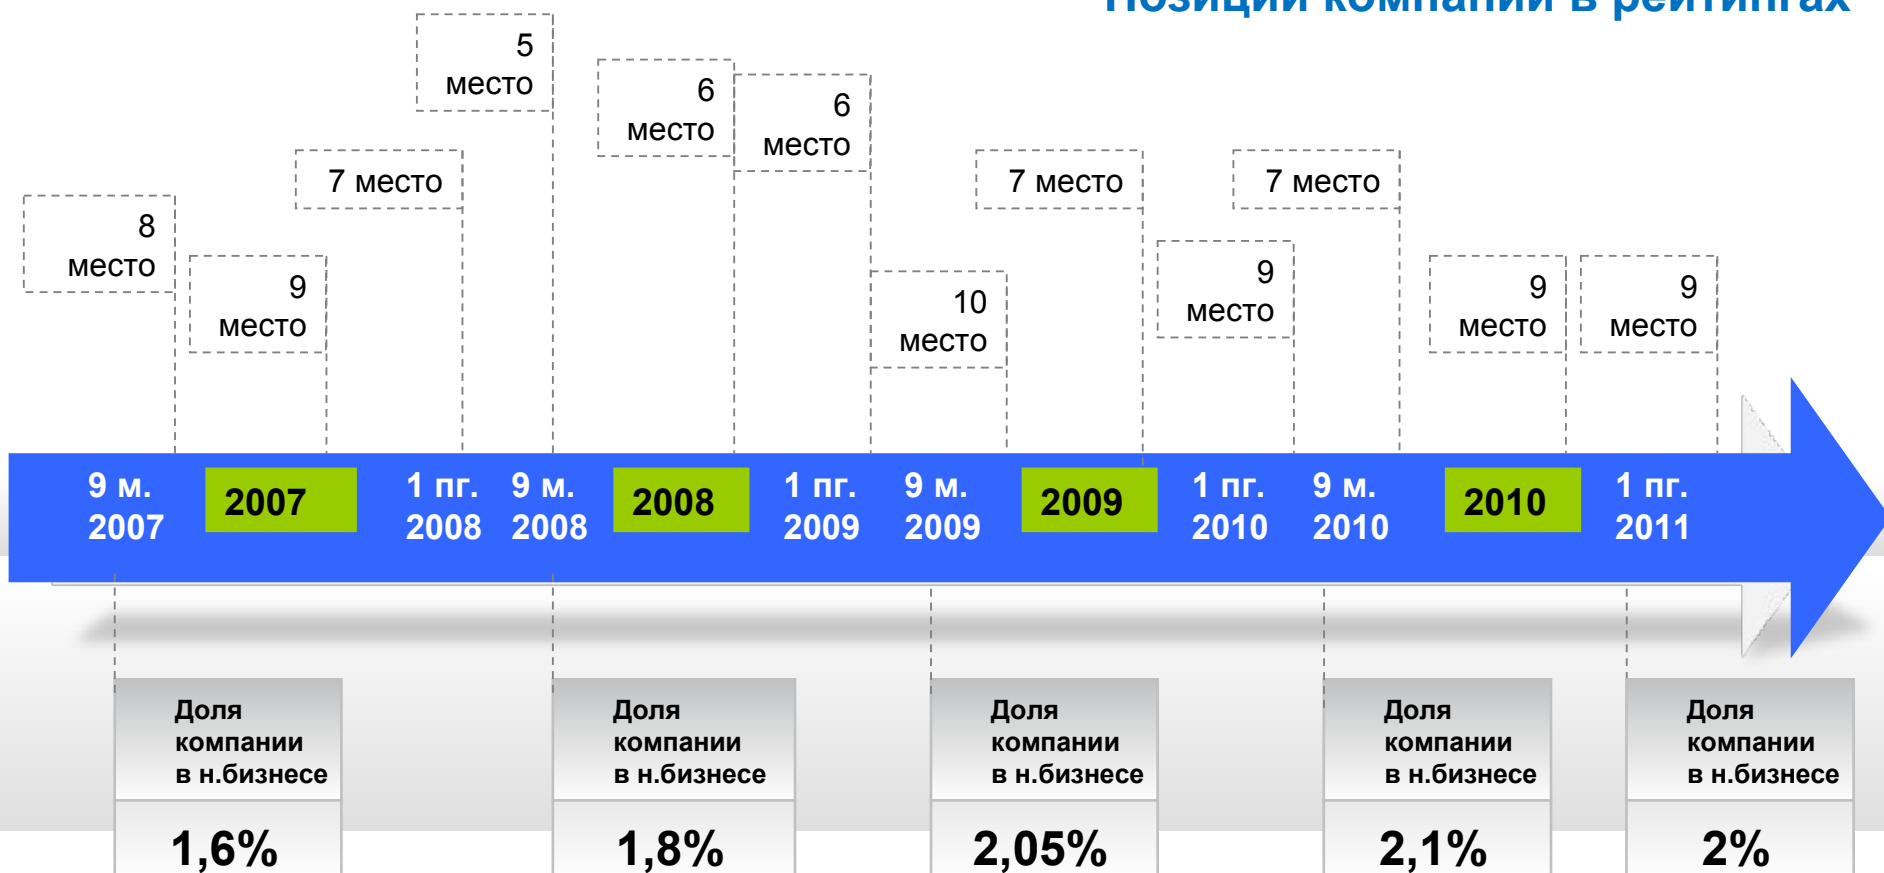 Позиции компании в рейтингах
5
место
6
место
6
место
7 место
7 место
7 место
8
место
9
место
10
место
9
место
9
место
9
место
9 м.
2007
2007
1 пг.
2008
9 м.
2008
2008
1 пг.
2009
9 м.
2009
2009
1 пг.
2010
9 м.
2010
2010
1 пг.
2011
Доля
компании
в н.бизнесе
1,6%
Доля
компании
в н.бизнесе
1,8%
Доля
компании
в н.бизнесе
2,05%
Доля
компании
в н.бизнесе
2,1%
Доля
компании
в н.бизнесе
2%